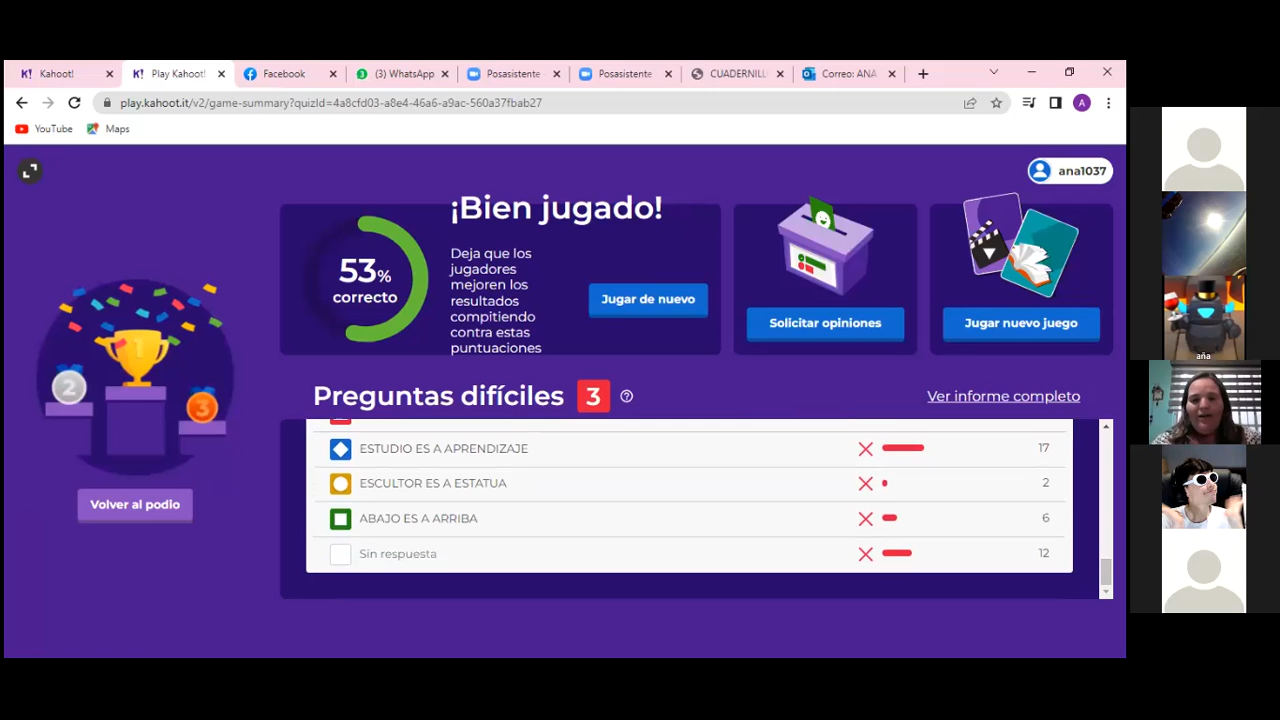 Kahoot!
Play Kahoot!
Facebook
(3) WhatsApp
Posasistente
Posasistente
CUADERNILL
Correo: ANA
play.kahoot.it/v2/game-summary?quizId=4a8cfd03-a8e4-46a6-a9ac-560a37fbab27
A
YouTube
Maps
ana1037
¡Bien jugado!
53%
correcto
Deja que los
jugadores
mejoren los
resultados
compitiendo
contra estas
puntuaciones
Jugar de nuevo
Solicitar opiniones
Jugar nuevo juego
1
2
3
Volver al podio
Preguntas difíciles 3
Ver informe completo
ESTUDIO ES A APRENDIZAJE 17
ESCULTOR ES A ESTATUA 2
ABAJO ES A ARRIBA 6
Sin respuesta 12
aña